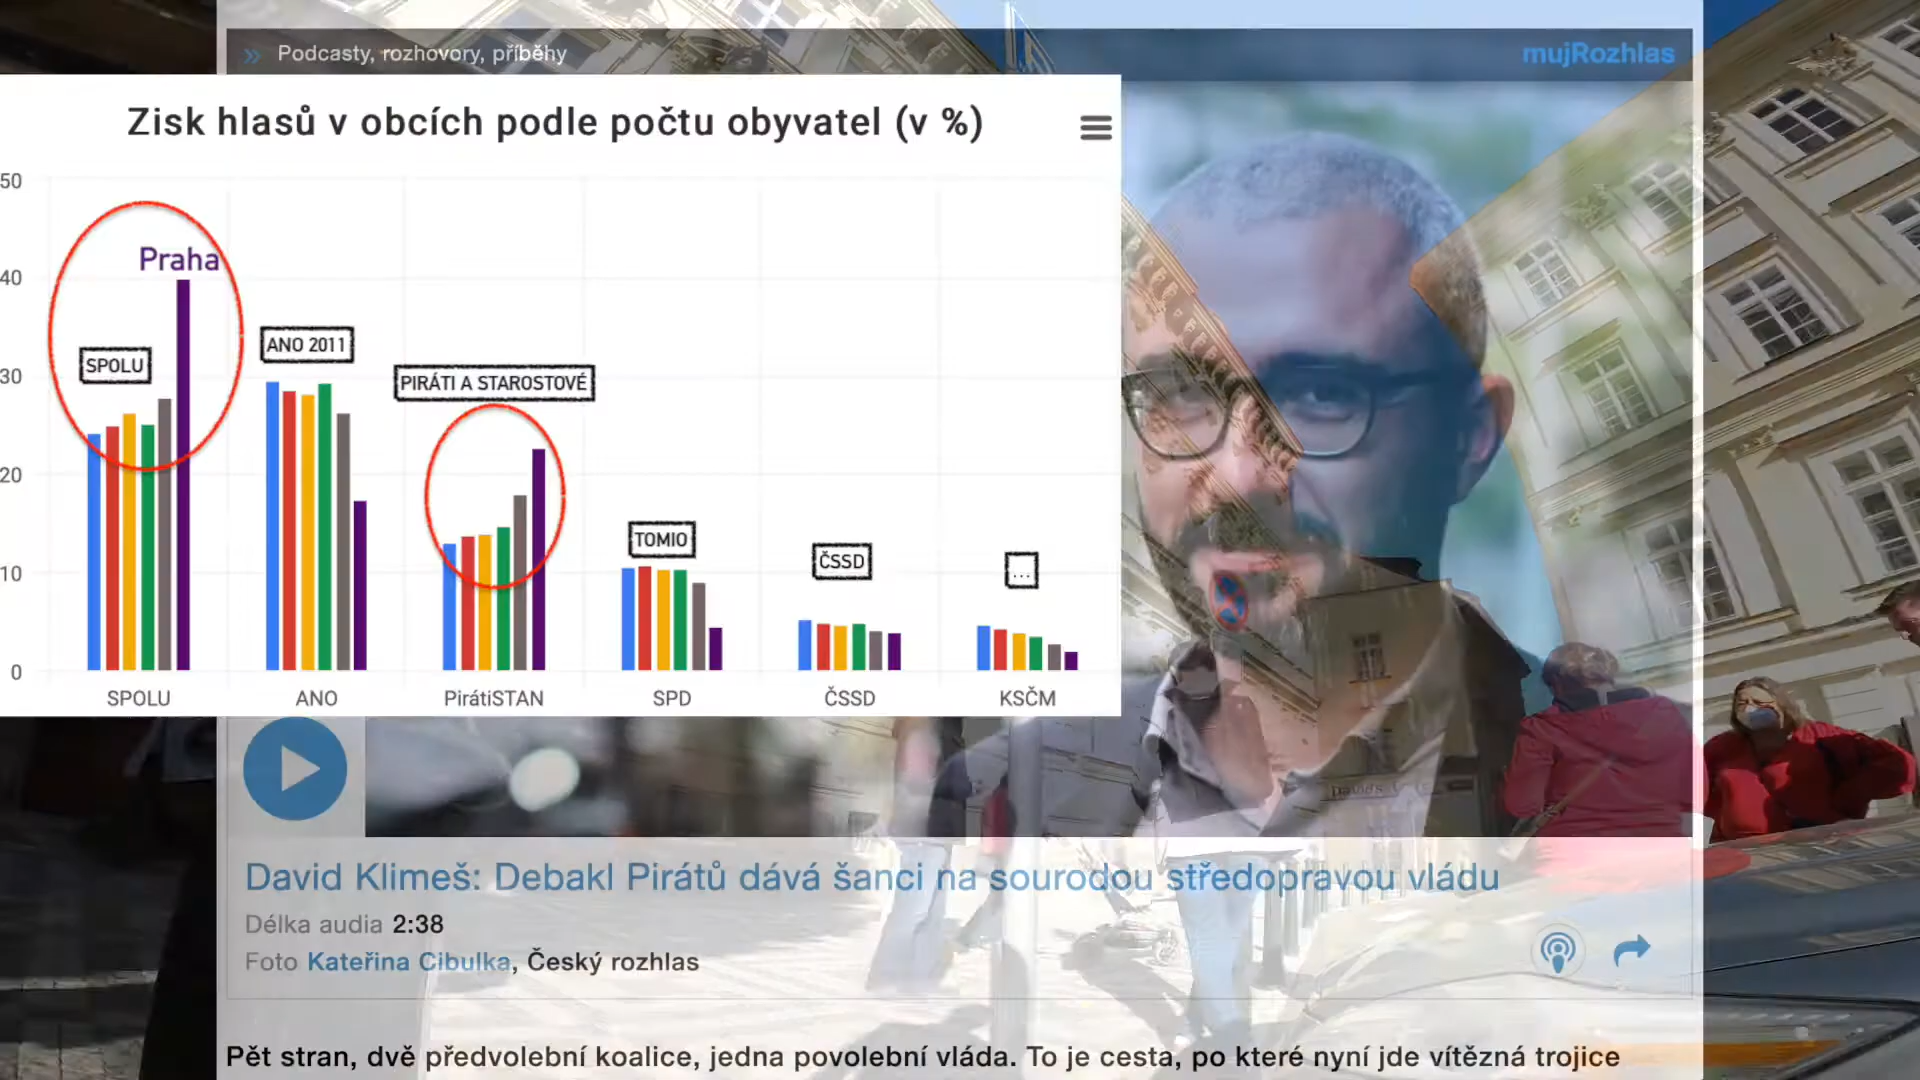 Podcasty, rozhovory, příběhy
mujRozhlas
Zisk hlasů v obcích podle počtu obyvatel (v %)
50
40
30
20
10
0
Praha
SPOLU
ANO 2011
PIRÁTI A STAROSTOVÉ
TOMIO
ČSSD
...
SPOLU
ANO
PirátiSTAN
SPD
ČSSD
KSČM
David Klimeš: Debakl Pirátů dává šanci na sourodou středopravou vládu
Délka audia 2:38
Foto Kateřina Cibulka, Český rozhlas
Pět stran, dvě předvolební koalice, jedna povolební vláda. To je cesta, po které nyní jde vítězná trojice